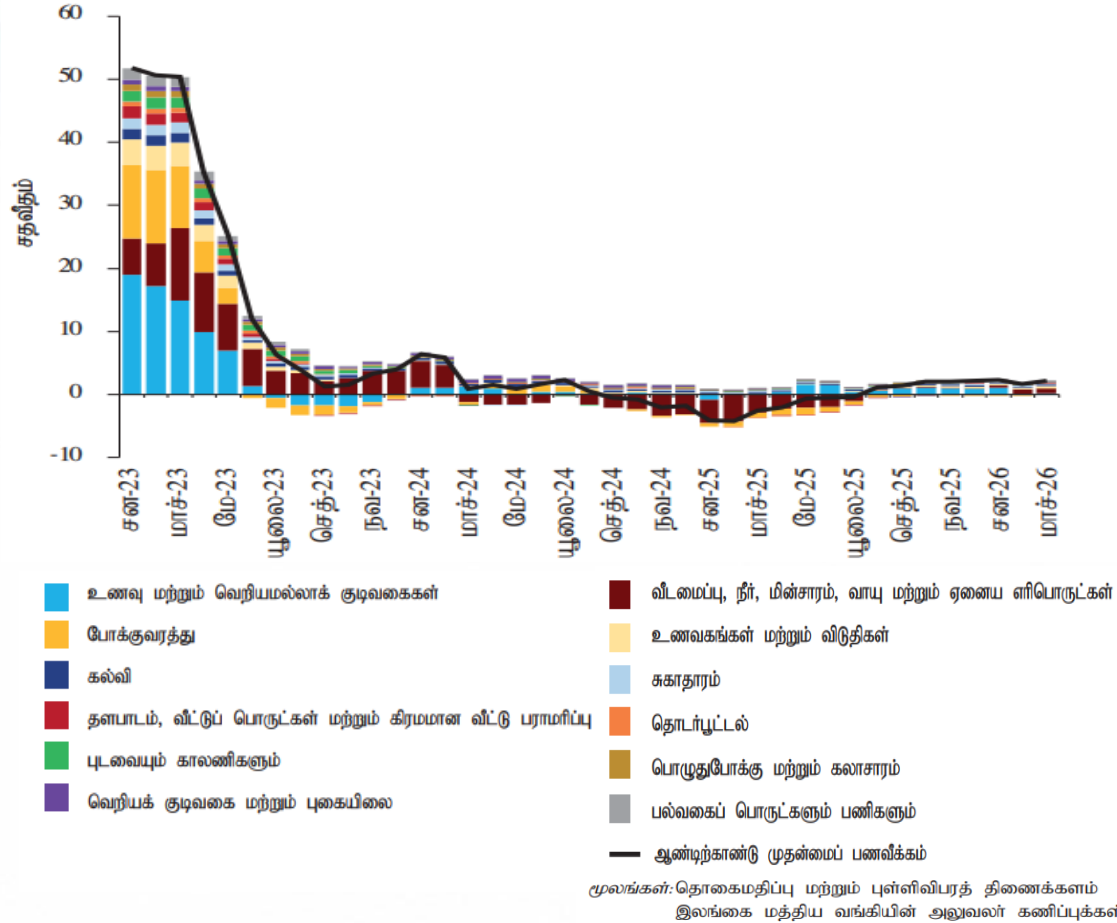 60
50
40
30
20
10
0
-10
சதவீதம்
சன-23
மார்ச்-23
மே-23
யூலை-23
செத்-23
நவ-23
சன-24
மார்ச்-24
மே-24
யூலை-24
செத்-24
நவ-24
சன-25
மார்ச்-25
மே-25
யூலை-25
செத்-25
நவ-25
சன-26
மார்ச்-26
உணவு மற்றும் வெறியமல்லாக் குடிவகைகள்
போக்குவரத்து
கல்வி
தளபாடம், வீட்டுப் பொருட்கள் மற்றும் கிரமமான வீட்டு பராமரிப்பு
புடவையும் காலணிகளும்
வெறியக் குடிவகை மற்றும் புகையிலை
வீடமைப்பு, நீர், மின்சாரம், வாயு மற்றும் ஏனைய எரிபொருட்கள்
உணவகங்கள் மற்றும் விடுதிகள்
சுகாதாரம்
தொடர்பூட்டல்
பொழுதுபோக்கு மற்றும் கலாசாரம்
பல்வகைப் பொருட்களும் பணிகளும்
ஆண்டிற்காண்டு முதன்மைப் பணவீக்கம்
மூலங்கள்: தொகைமதிப்பு மற்றும் புள்ளிவிபரத் திணைக்களம்
இலங்கை மத்திய வங்கியின் அலுவலர் கணிப்புக்கள்